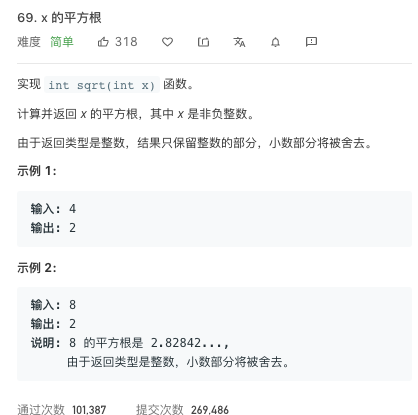 69. x 的平方根
难度 简单 318
实现 int sqrt(int x) 函数。
计算并返回 x 的平方根，其中 x 是非负整数。
由于返回类型是整数，结果只保留整数的部分，小数部分将被舍去。
示例 1:
输入: 4
输出: 2
示例 2:
输入: 8
输出: 2
说明: 8 的平方根是 2.82842...,
由于返回类型是整数，小数部分将被舍去。
通过次数 101,387 提交次数 269,486